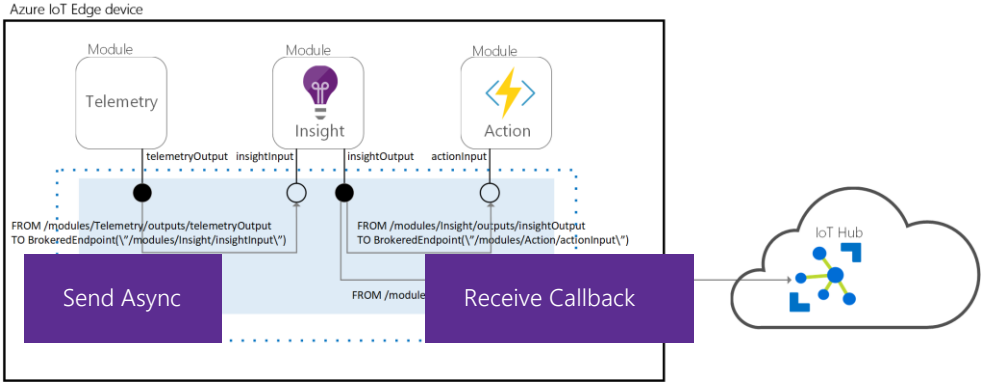 Azure IoT Edge device
Module
Module
Module
Telemetry
Insight
Action
telemetryOutput
insightInput
insightOutput
actionInput
FROM /modules/Telemetry/outputs/telemetryOutput
TO BrokeredEndpoint(\"/modules/Insight/insightInput\")
FROM /modules/Insight/outputs/insightOutput
TO BrokeredEndpoint(\"/modules/Action/actionInput\")
IoT Hub
Send Async
FROM /module
Receive Callback